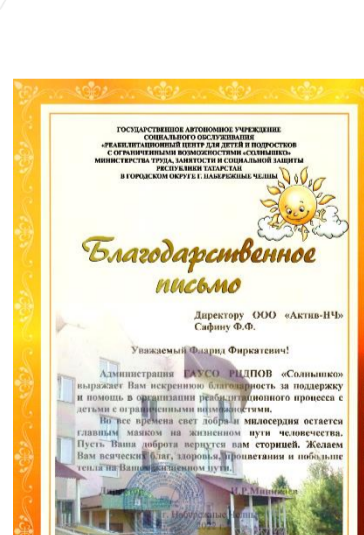 ГОСУДАРСТВЕННОЕ АВТОНОМНОЕ УЧРЕЖДЕНИЕ
СОЦИАЛЬНОГО ОБСЛУЖИВАНИЯ
«РЕАБИЛИТАЦИОННЫЙ ЦЕНТР ДЛЯ ДЕТЕЙ И ПОДРОСТКОВ
С ОГРАНИЧЕННЫМИ ВОЗМОЖНОСТЯМИ «СОЛНЫШКО»
МИНИСТЕРСТВА ТРУДА, ЗАНЯТОСТИ И СОЦИАЛЬНОЙ ЗАЩИТЫ
РЕСПУБЛИКИ ТАТАРСТАН
В ГОРОДСКОМ ОКРУГЕ Г. НАБЕРЕЖНЫЕ ЧЕЛНЫ
Благодарственное
письмо
Директору ООО «Актив-НЧ»
Сафину Ф.Ф.
Уважаемый Фларид Фиркатевич!
Администрация ГАУСО РЦДПОВ «Солнышко»
выражает Вам искреннюю благодарность за поддержку
и помощь в организации реабилитационного процесса с
детьми с ограниченными возможностями.
Во все времена свет добра и милосердия остается
главным маяком на жизненном пути человечества.
Пусть Ваша доброта вернутся вам сторицей. Желаем
Вам всяческих благ, здоровья, процветания и побольше
тепла на Вашем жизненном пути.
Директор
г. Набережные Челны